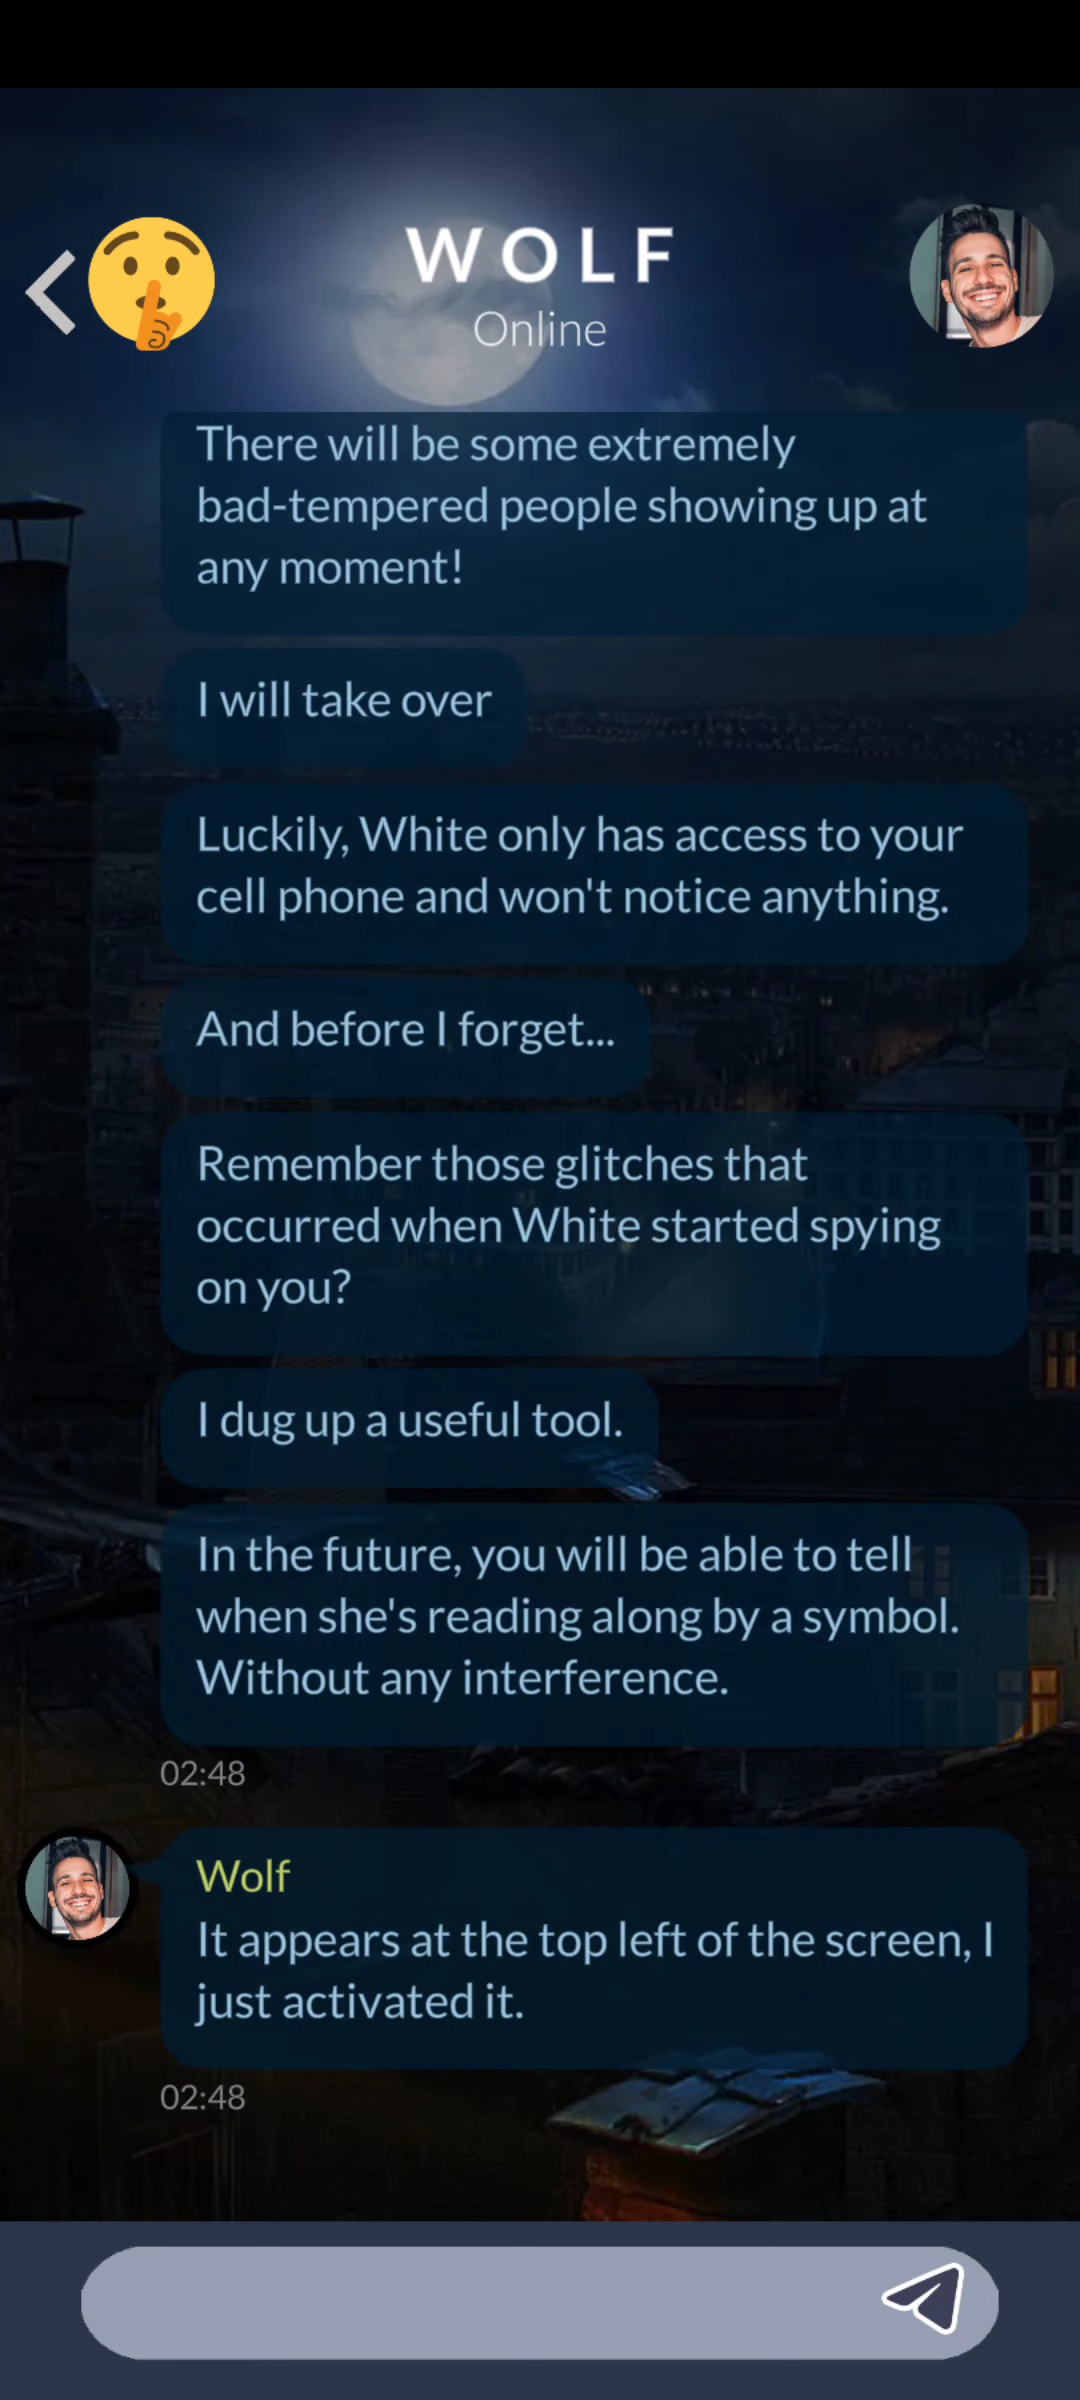 WOLF
Online
There will be some extremely
bad-tempered people showing up at
any moment!
I will take over
Luckily, White only has access to your
cell phone and won't notice anything.
And before I forget...
Remember those glitches that
occurred when White started spying
on you?
I dug up a useful tool.
In the future, you will be able to tell
when she's reading along by a symbol.
Without any interference.
02:48
Wolf
It appears at the top left of the screen, I
just activated it.
02:48